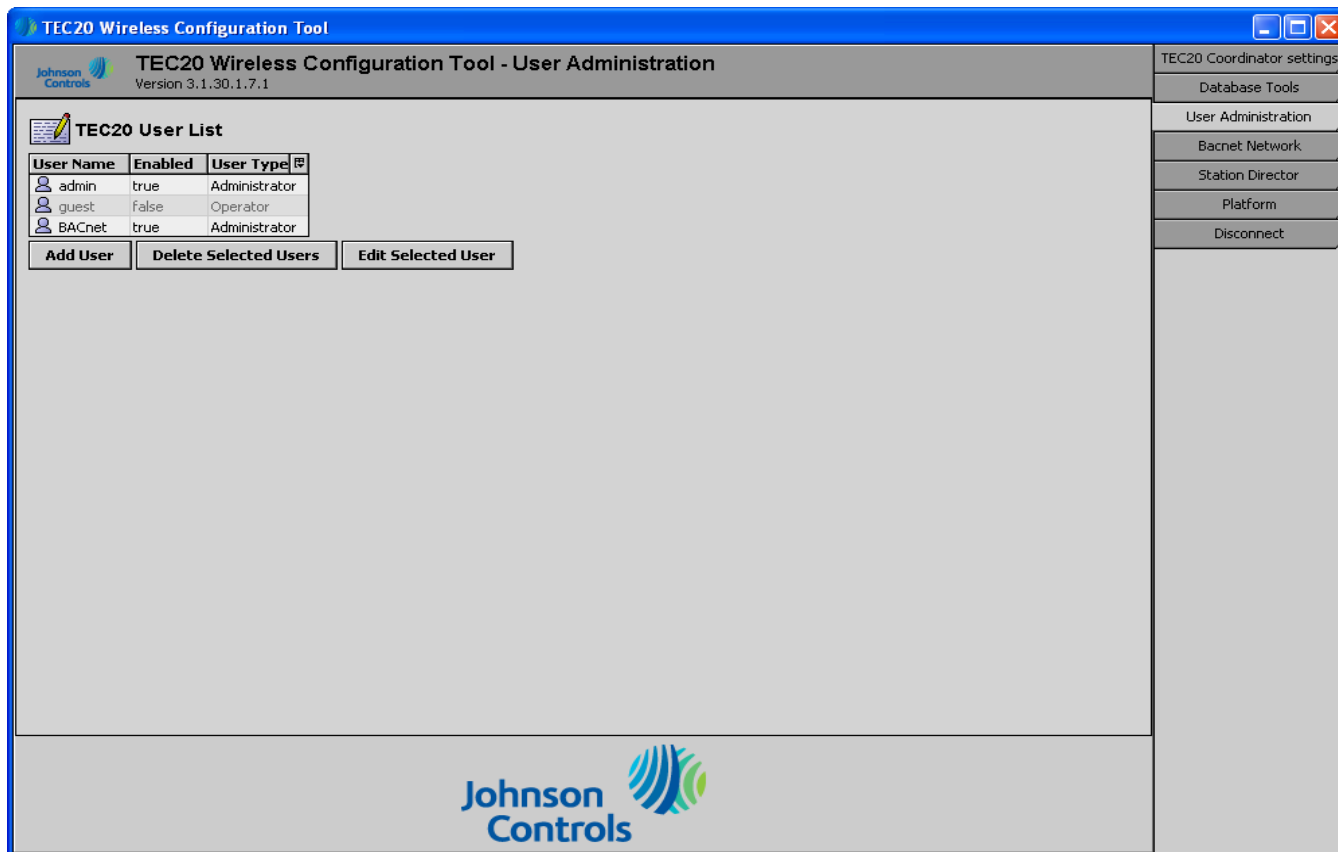 TEC20 Wireless Configuration Tool
Johnson Controls
TEC20 Wireless Configuration Tool - User Administration
Version 3.1.30.1.7.1
TEC20 User List
User Name Enabled User Type
admin true Administrator
guest false Operator
BACnet true Administrator
Add User Delete Selected Users Edit Selected User
TEC20 Coordinator settings
Database Tools
User Administration
Bacnet Network
Station Director
Platform
Disconnect
Johnson
Controls